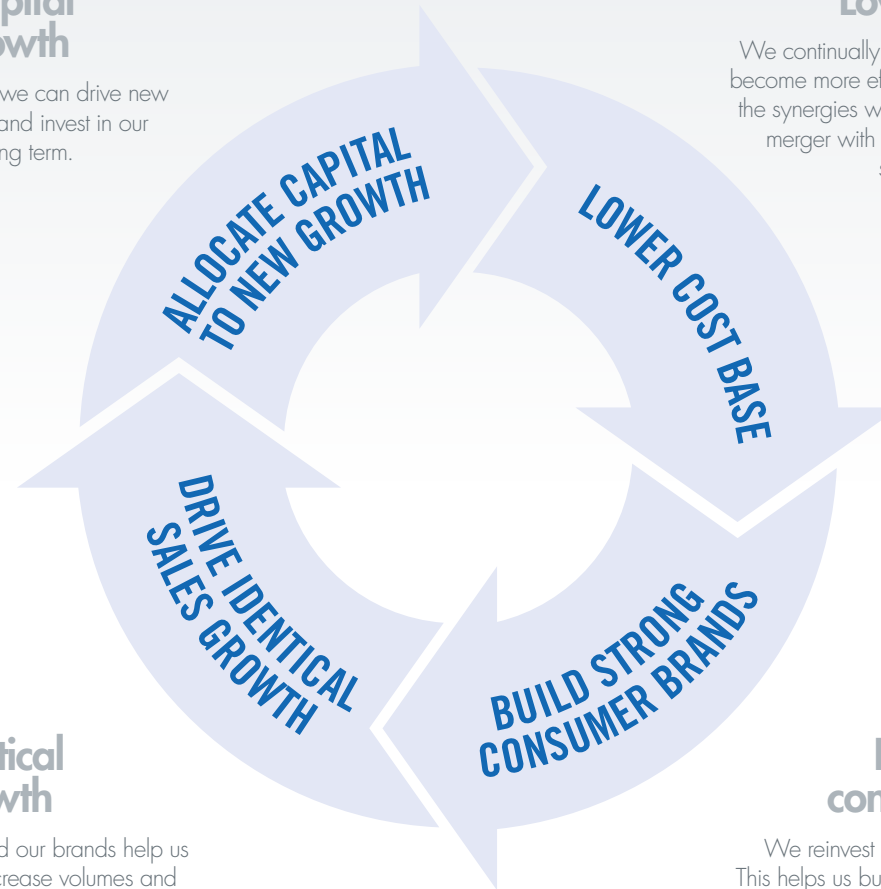 owth
we can drive new
and invest in our
ng term.
We continually
become more ef
the synergies w
merger with
s
ALLOCATE CAPITAL
TO NEW GROWTH
LOWER COST BASE
BUILD STRONG
CONSUMER BRANDS
DRIVE IDENTICAL
SALES GROWTH
tical
wth
d our brands help us
crease volumes and
con
We reinvest
This helps us bu